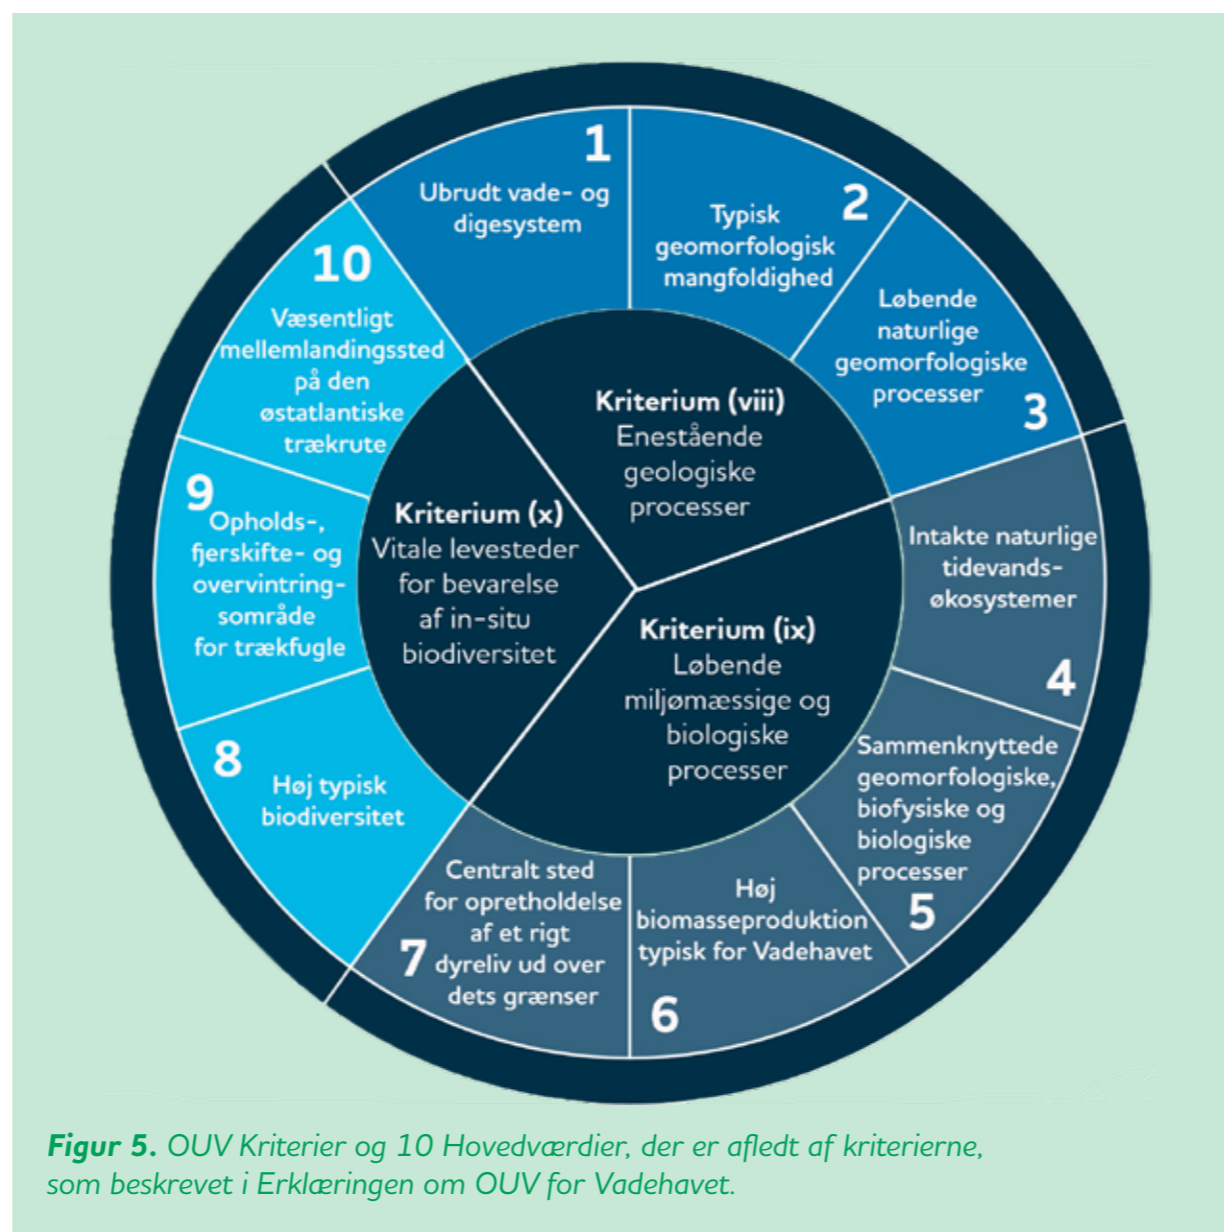 1
Ubrudt vade- og
digesystem
2
Typisk
geomorfologisk
mangfoldighed
Løbende
naturlige
geomorfologiske
processer
3
Intakte naturlige
tidevands-
økosystemer
4
Sammenknyttede
geomorfologiske,
biofysiske og
biologiske
processer
5
Høj
biomasseproduktion
typisk for Vadehavet
6
Centralt sted
for opretholdelse
af et rigt
7
dyreliv ud over
dets grænser
8
Høj typisk
biodiversitet
9
Opholds-,
fjerskifte- og
overvintring-
sområde
for trækfugle
10
Væsentligt
mellemlandingssted
på den
østatlantiske
trækrute
Kriterium (viii)
Enestående
geologiske
processer
Kriterium (ix)
Løbende
miljømæssige og
biologiske
processer
Kriterium (x)
Vitale levesteder
for bevarelse
af in-situ
biodiversitet
Figur 5. OUV Kriterier og 10 Hovedværdier, der er afledt af kriterierne,
som beskrevet i Erklæringen om OUV for Vadehavet.